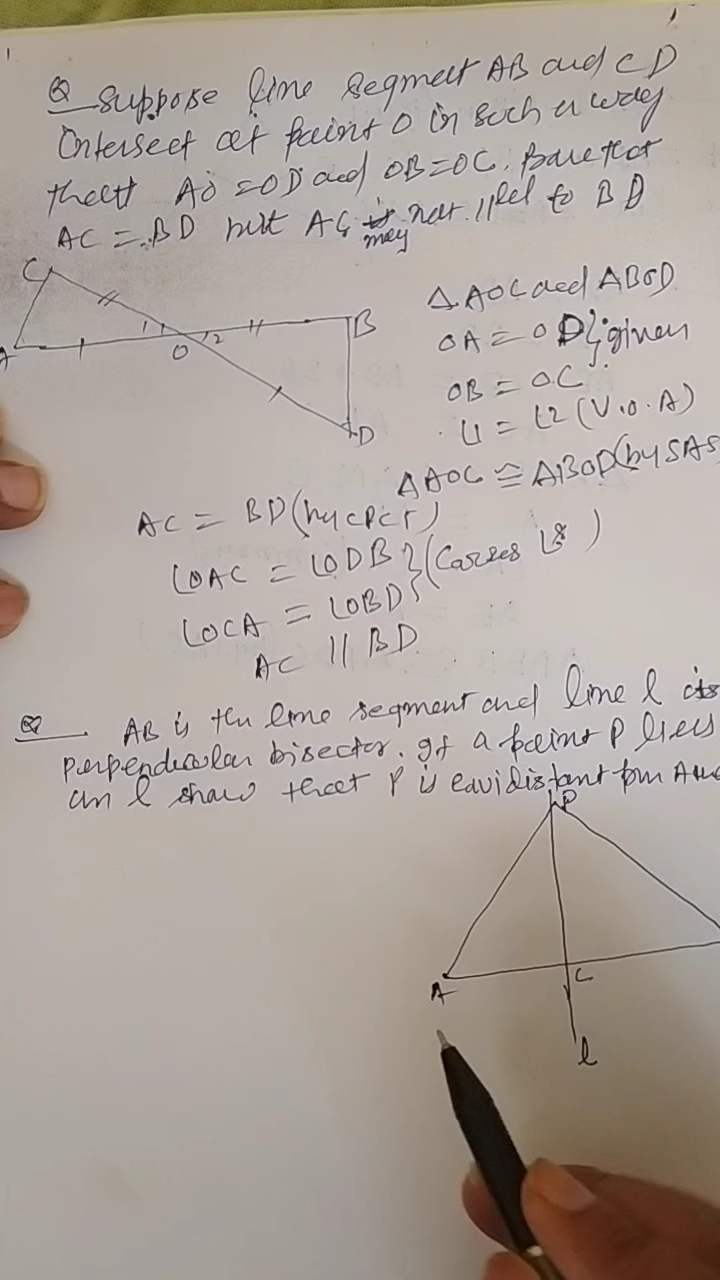 Q Suppose line segment AB and CD
intersect at point O in such a way
that AO = OD and OB = OC. Prove that
AC = BD but AC may not ||lel to BD
C
A
1
O
2
B
D
Δ AOC and ΔBOD
OA = OD } given
OB = OC
∠1 = ∠2 (V.O.A)
ΔAOC ≅ ΔBOD (by SAS
AC = BD (by CPCT)
∠OAC = ∠ODB } (
∠OCA = ∠OBD
AC || BD
Q AB is the line segment and line l its
perpendicular bisector. If a point P lies
on l show that P is equidistant from A
P
A
C
l